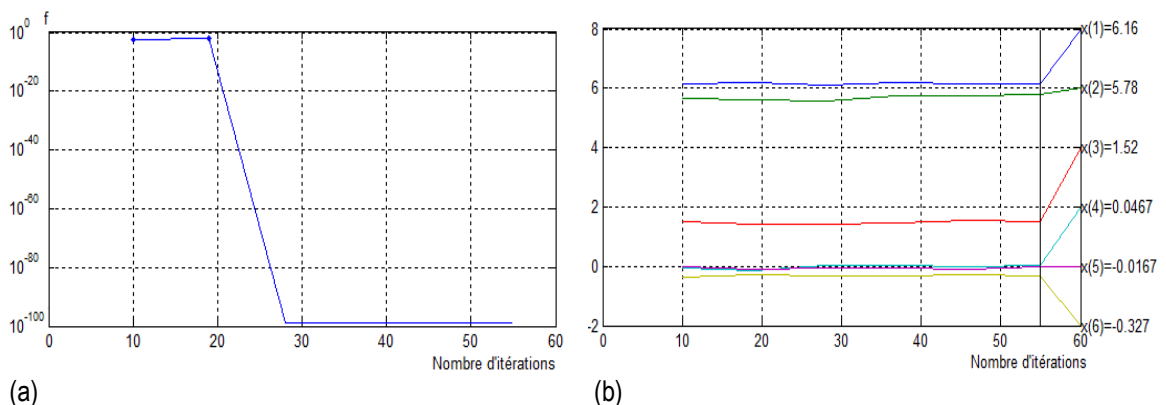 f
10^0
10^-20
10^-40
10^-60
10^-80
10^-100
0 10 20 30 40 50 60
Nombre d'itérations
(a)
8
6
4
2
0
-2
0 10 20 30 40 50 60
x(1)=6.16
x(2)=5.78
x(3)=1.52
x(4)=0.0467
x(5)=-0.0167
x(6)=-0.327
Nombre d'itérations
(b)